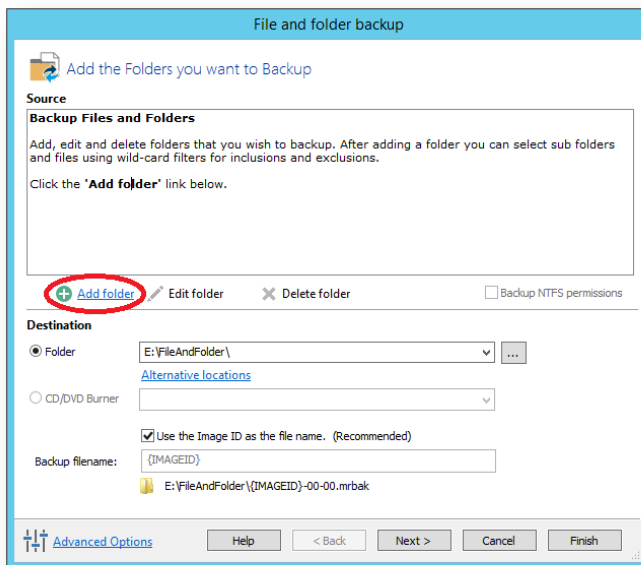 File and folder backup
Add the Folders you want to Backup
Source
Backup Files and Folders
Add, edit and delete folders that you wish to backup. After adding a folder you can select sub folders
and files using wild-card filters for inclusions and exclusions.
Click the 'Add folder' link below.
Add folder Edit folder Delete folder Backup NTFS permissions
Destination
Folder E:\FileAndFolder\ ...
Alternative locations
CD/DVD Burner
Use the Image ID as the file name. (Recommended)
Backup filename: {IMAGEID}
E:\FileAndFolder\{IMAGEID}-00-00.mrbak
Advanced Options Help < Back Next > Cancel Finish